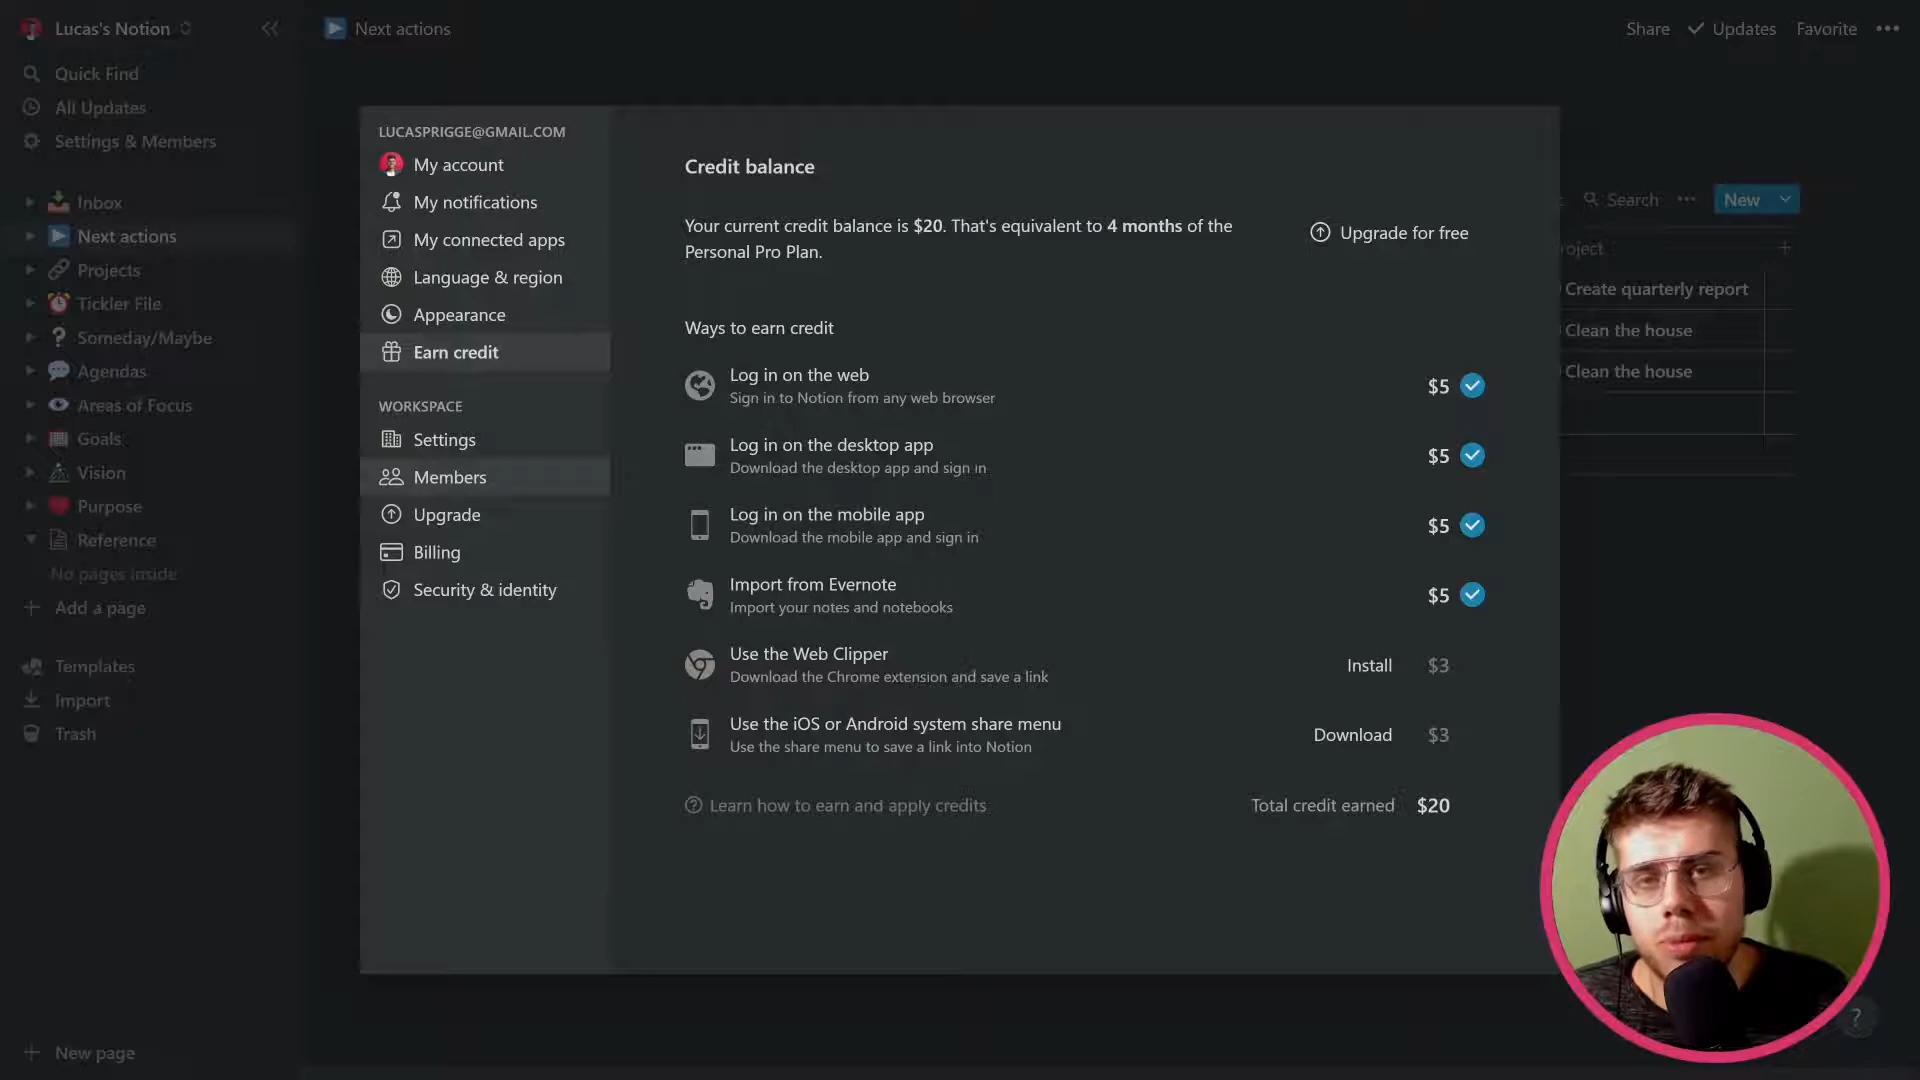 Lucas's Notion
Quick Find
All Updates
Settings & Members
Inbox
Next actions
Projects
Tickler File
Someday/Maybe
Agendas
Areas of Focus
Goals
Vision
Purpose
Reference
No pages inside
Add a page
Templates
Import
Trash
New page
Next actions
Share
Updates
Favorite
LUCASPRIGGE@GMAIL.COM
My account
My notifications
My connected apps
Language & region
Appearance
Earn credit
WORKSPACE
Settings
Members
Upgrade
Billing
Security & identity
Credit balance
Your current credit balance is $20. That's equivalent to 4 months of the
Personal Pro Plan.
Upgrade for free
Ways to earn credit
Log in on the web
Sign in to Notion from any web browser
$5
Log in on the desktop app
Download the desktop app and sign in
$5
Log in on the mobile app
Download the mobile app and sign in
$5
Import from Evernote
Import your notes and notebooks
$5
Use the Web Clipper
Download the Chrome extension and save a link
Install $3
Use the iOS or Android system share menu
Use the share menu to save a link into Notion
Download $3
Learn how to earn and apply credits
Total credit earned $20
Search
New
oject
Create quarterly report
Clean the house
Clean the house
?